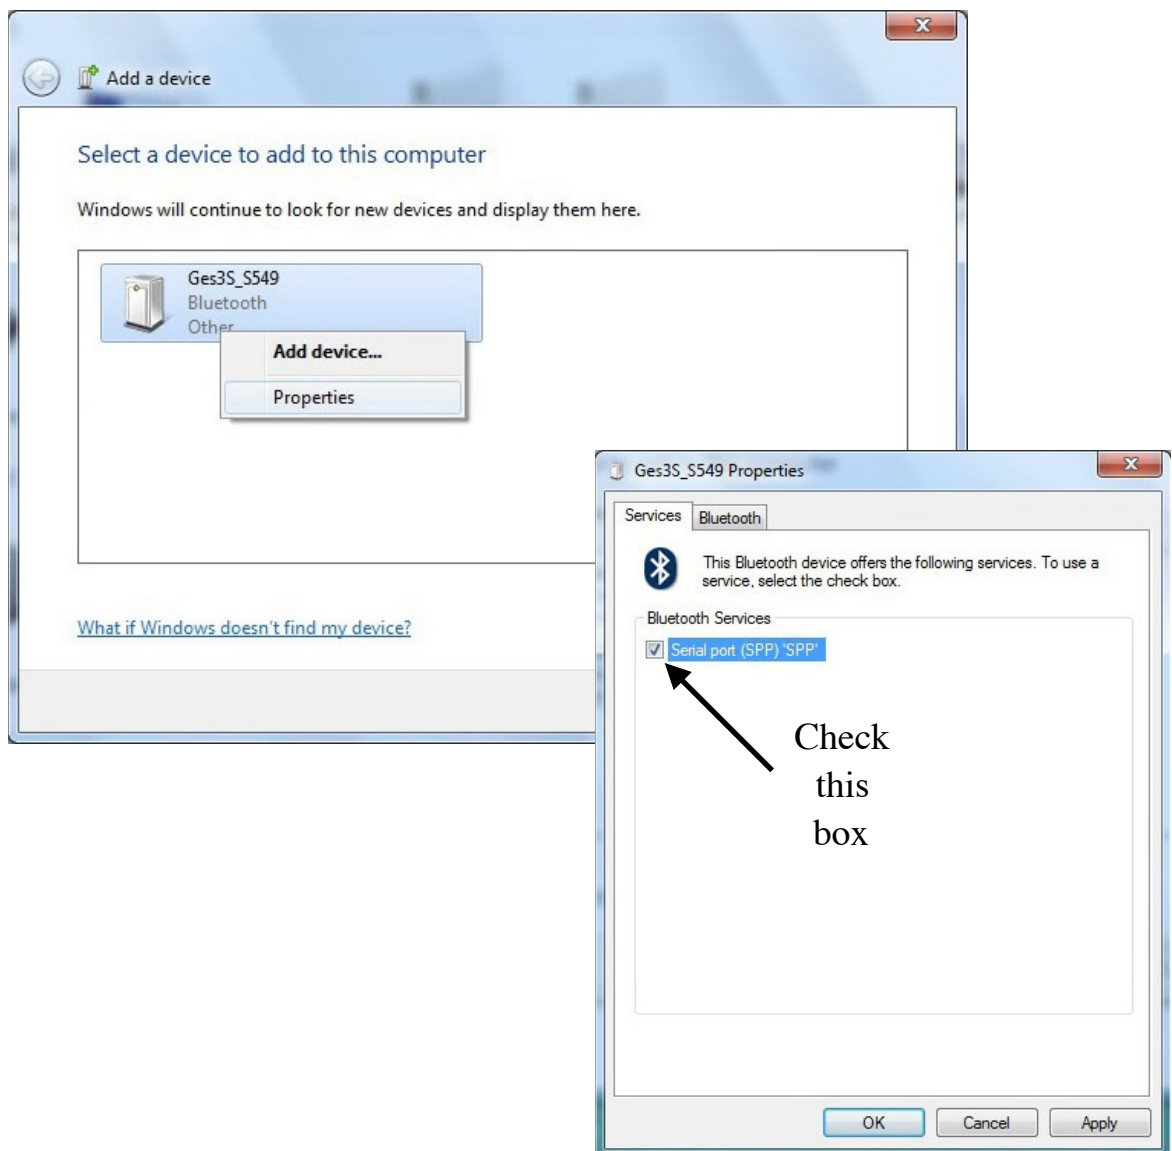 Add a device
Select a device to add to this computer
Windows will continue to look for new devices and display them here.
Ges3S_S549
Bluetooth
Other
Add device...
Properties
What if Windows doesn't find my device?
Ges3S_S549 Properties
Services Bluetooth
This Bluetooth device offers the following services. To use a
service, select the check box.
Bluetooth Services
Serial port (SPP) 'SPP'
Check
this
box
OK Cancel Apply